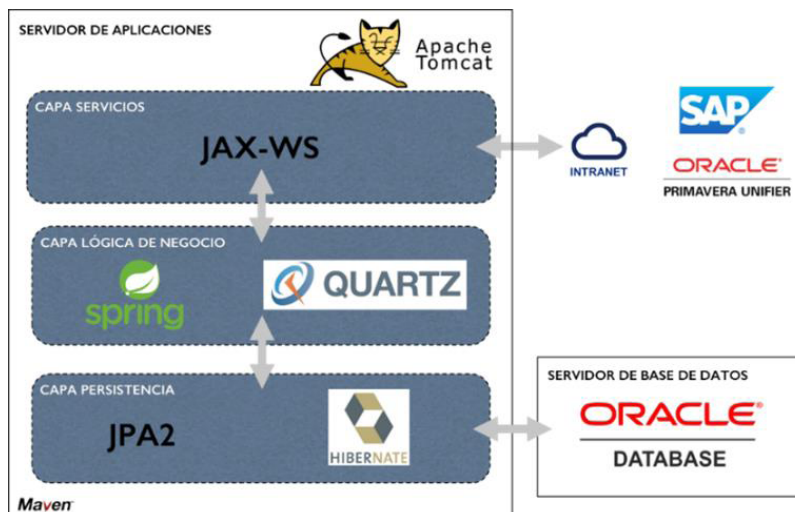 SERVIDOR DE APLICACIONES
Apache
Tomcat
CAPA SERVICIOS
JAX-WS
INTRANET
SAP®
ORACLE®
PRIMAVERA UNIFIER
CAPA LÓGICA DE NEGOCIO
spring
QUARTZ
CAPA PERSISTENCIA
JPA2
HIBERNATE
SERVIDOR DE BASE DE DATOS
ORACLE®
DATABASE
Maven™